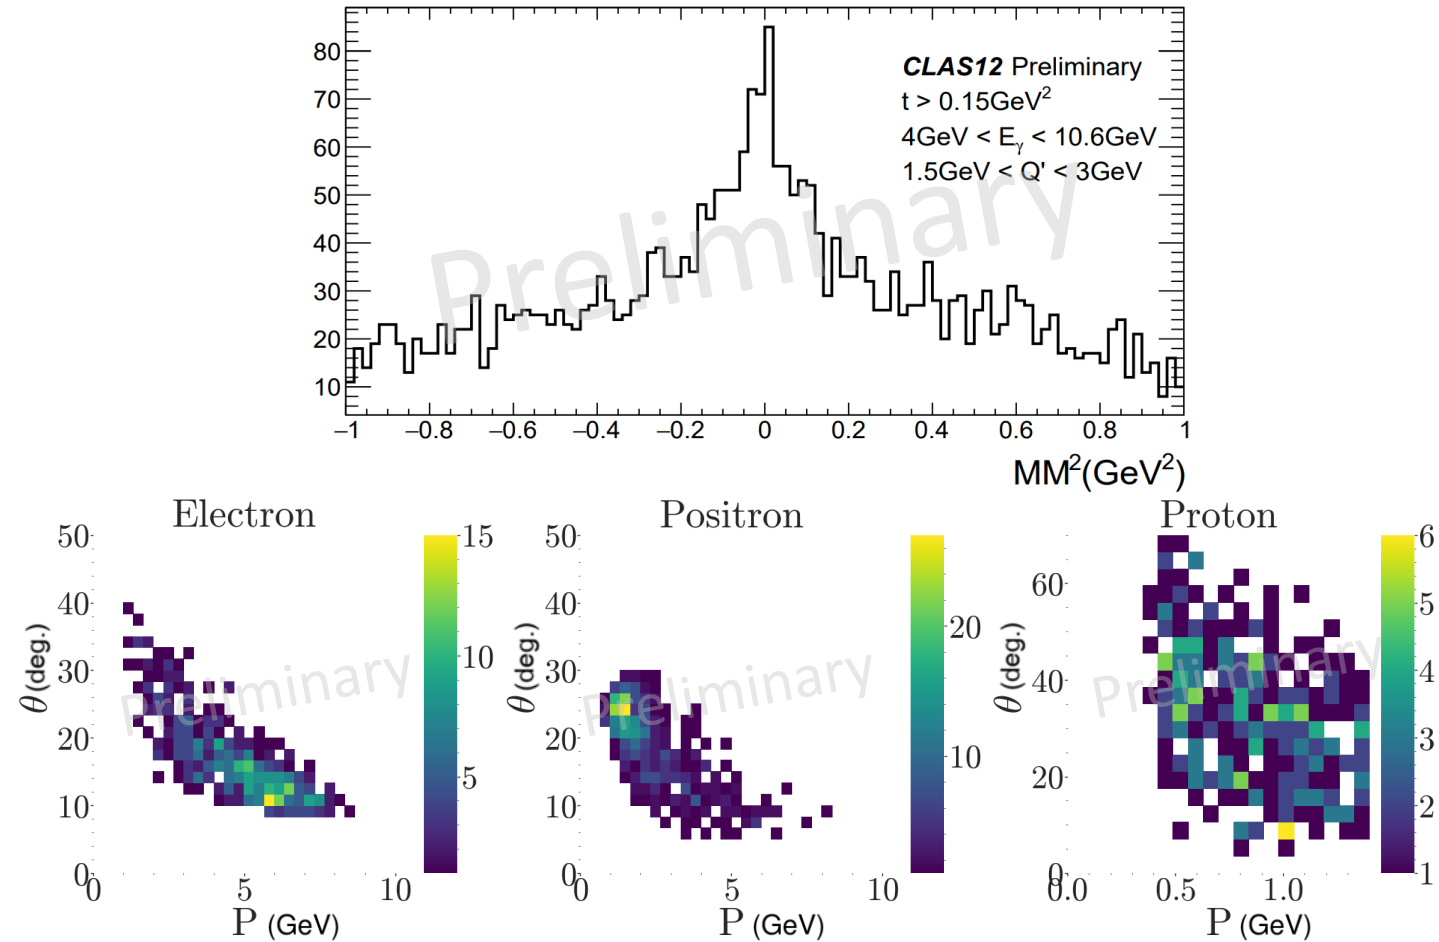 CLAS12 Preliminary
t > 0.15GeV²
4GeV < Eγ < 10.6GeV
1.5GeV < Q' < 3GeV
80
70
60
50
40
30
20
10
−1 −0.8 −0.6 −0.4 −0.2 0 0.2 0.4 0.6 0.8 1
MM²(GeV²)
Preliminary
Electron
50
40
30
20
10
0
θ (deg.)
0 5 10
P (GeV)
15
10
5
Preliminary
Positron
50
40
30
20
10
0
θ (deg.)
0 5 10
P (GeV)
20
10
Preliminary
Proton
60
40
20
0
θ (deg.)
0.0 0.5 1.0
P (GeV)
6
5
4
3
2
1
Preliminary